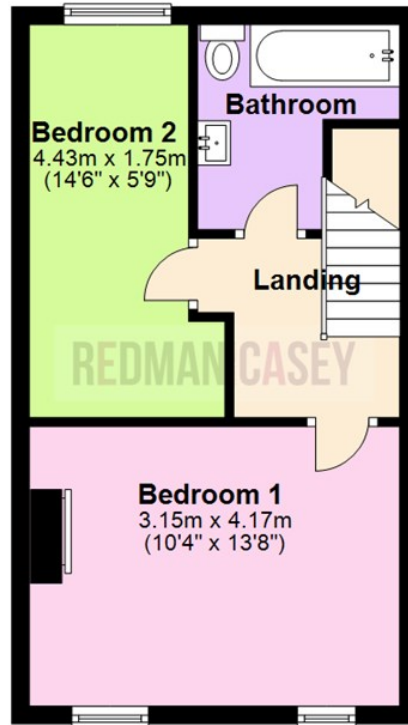 Bathroom
Bedroom 2
4.43m x 1.75m
(14'6" x 5'9")
Landing
REDMAN CASEY
Bedroom 1
3.15m x 4.17m
(10'4" x 13'8")